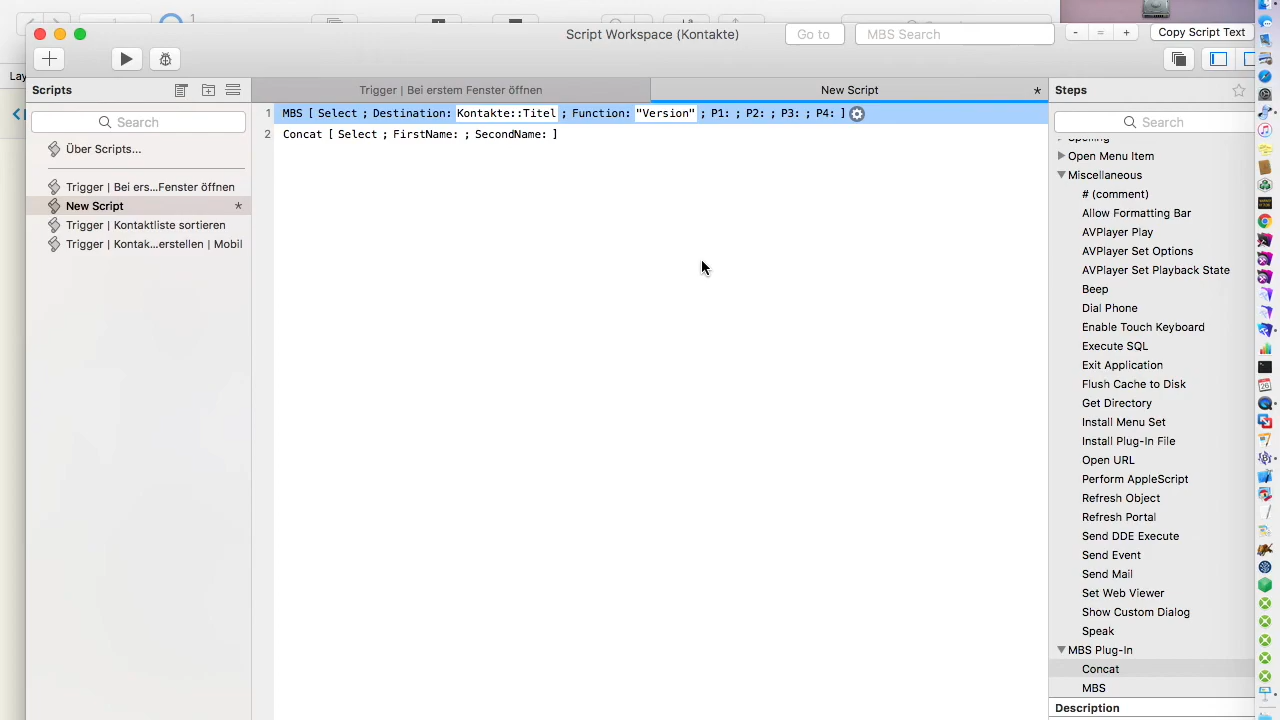 1
Script Workspace (Kontakte)
Go to
MBS Search
-
=
+
Copy Script Text
Lay
Scripts
Trigger | Bei erstem Fenster öffnen
New Script
*
Steps
Search
Über Scripts...
Trigger | Bei ers...Fenster öffnen
New Script *
Trigger | Kontaktliste sortieren
Trigger | Kontak...erstellen | Mobil
1 MBS [ Select ; Destination: Kontakte::Titel ; Function: "Version" ; P1: ; P2: ; P3: ; P4: ]
2 Concat [ Select ; FirstName: ; SecondName: ]
Search
Open Menu Item
Miscellaneous
# (comment)
Allow Formatting Bar
AVPlayer Play
AVPlayer Set Options
AVPlayer Set Playback State
Beep
Dial Phone
Enable Touch Keyboard
Execute SQL
Exit Application
Flush Cache to Disk
Get Directory
Install Menu Set
Install Plug-In File
Open URL
Perform AppleScript
Refresh Object
Refresh Portal
Send DDE Execute
Send Event
Send Mail
Set Web Viewer
Show Custom Dialog
Speak
MBS Plug-In
Concat
MBS
Description